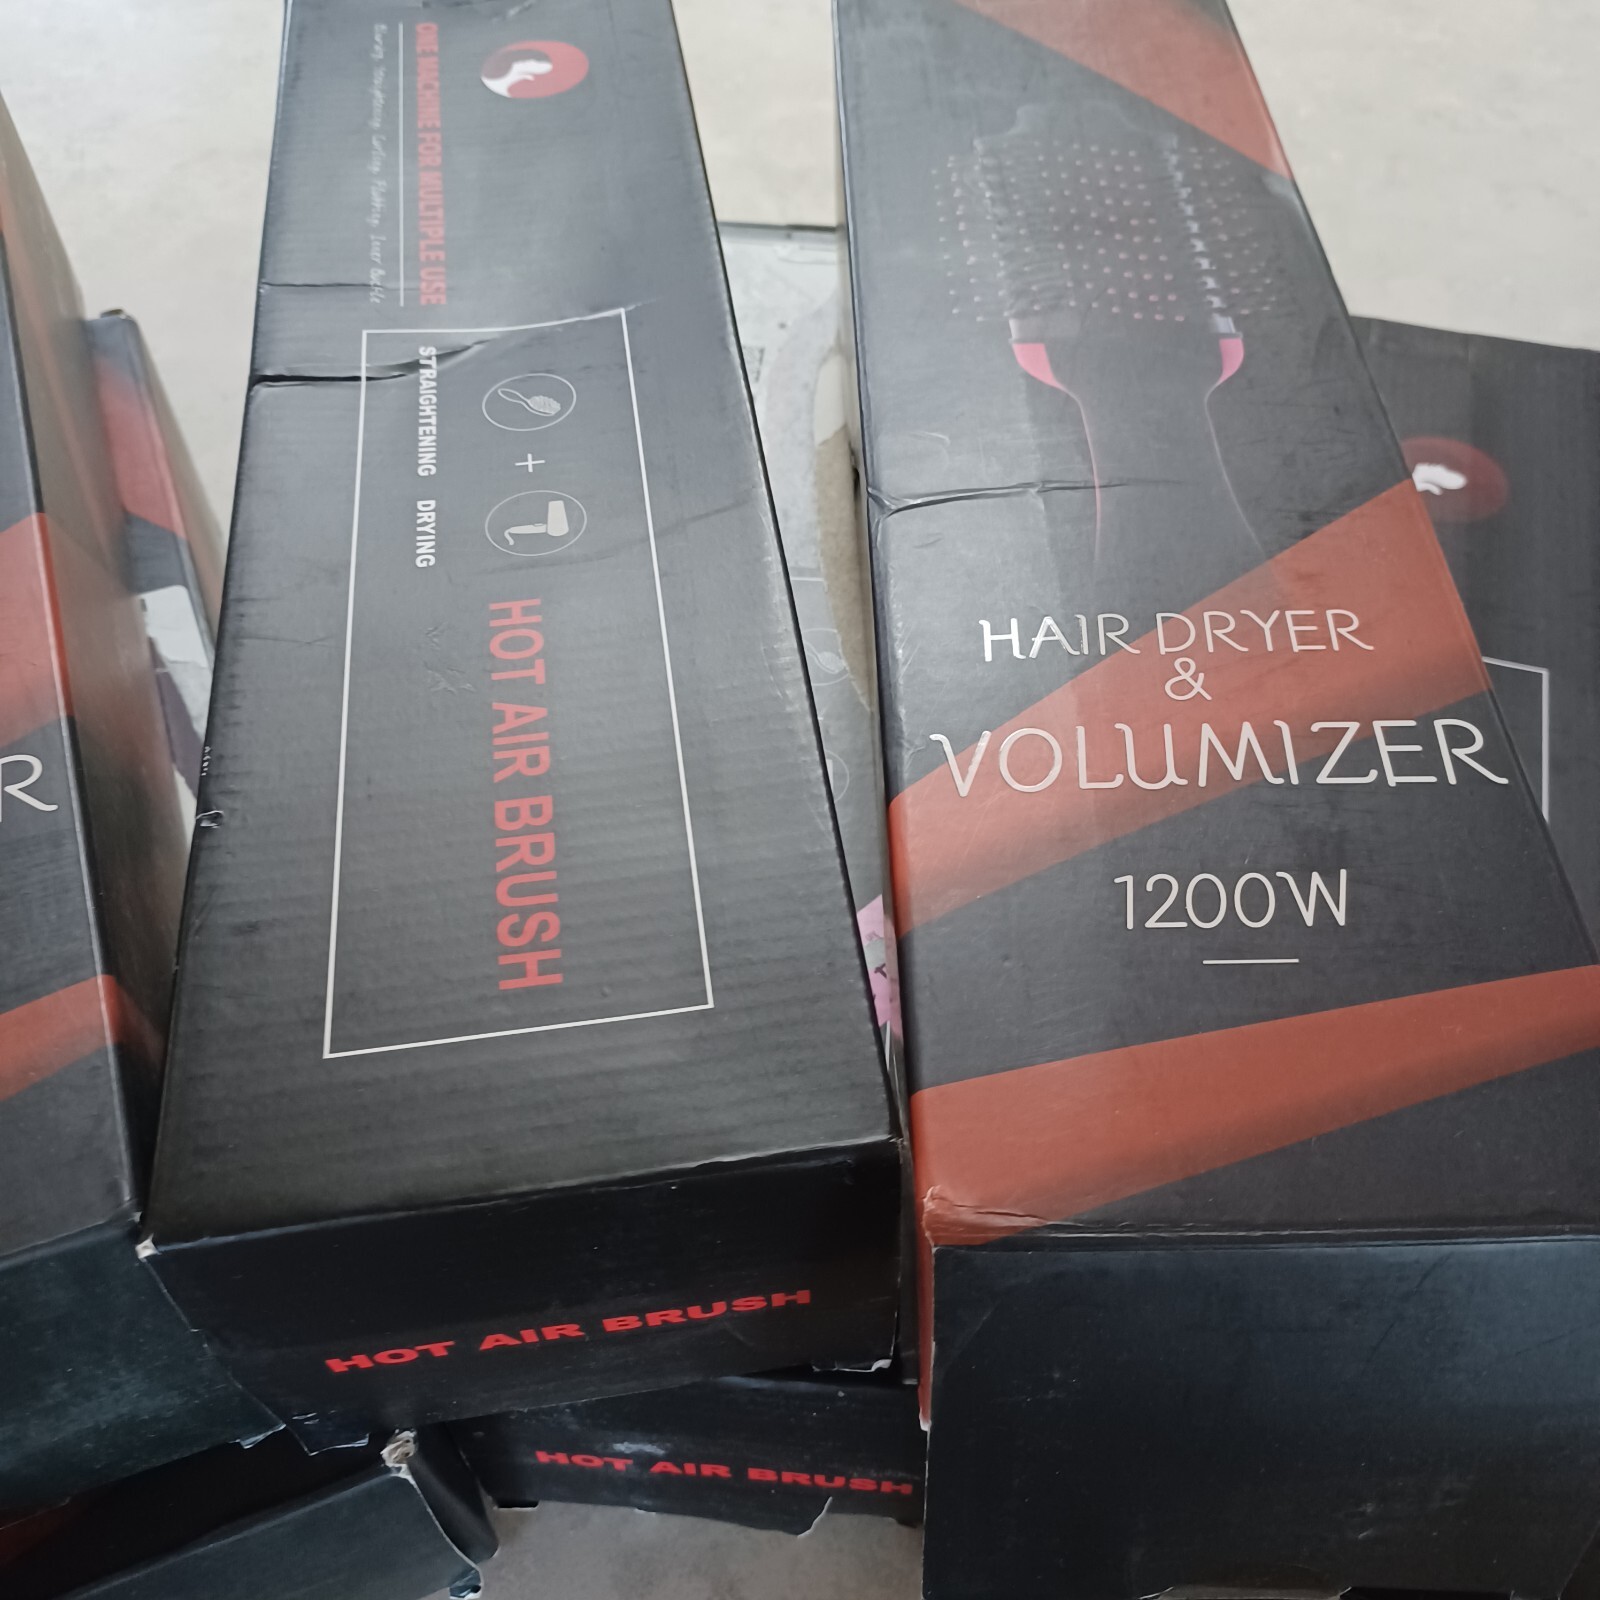 ONE MACHINE FOR MULTIPLE USE
STRAIGHTENING DRYING
+
HOT AIR BRUSH
HOT AIR BRUSH
HOT AIR BRUSH
HAIR DRYER
&
VOLUMIZER
1200W
R